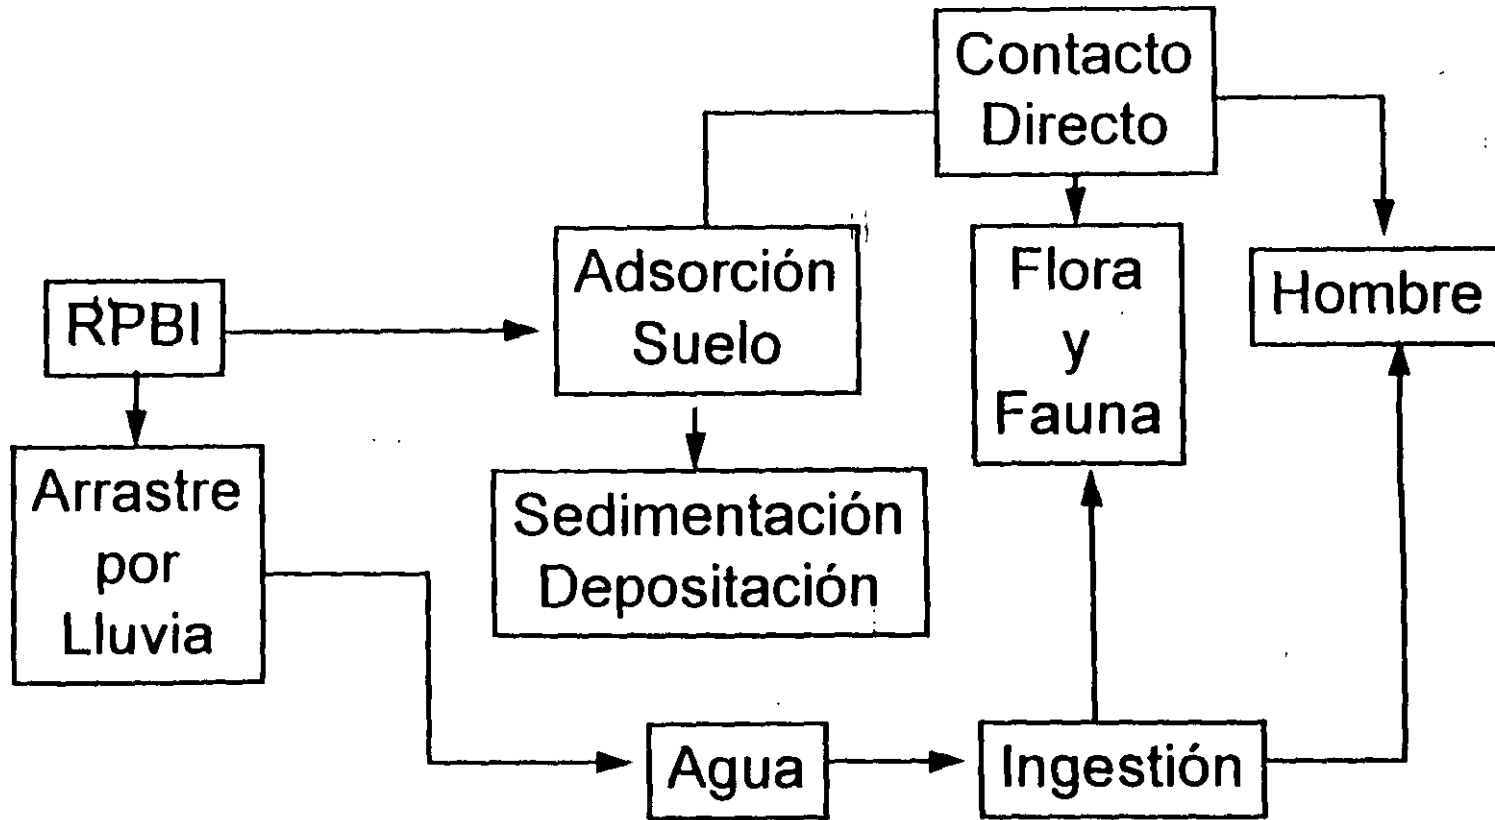 Contacto
Directo
Adsorción
Suelo
Flora
y
Fauna
Hombre
RPBI
Arrastre
por
Lluvia
Sedimentación
Depositación
Agua
Ingestión